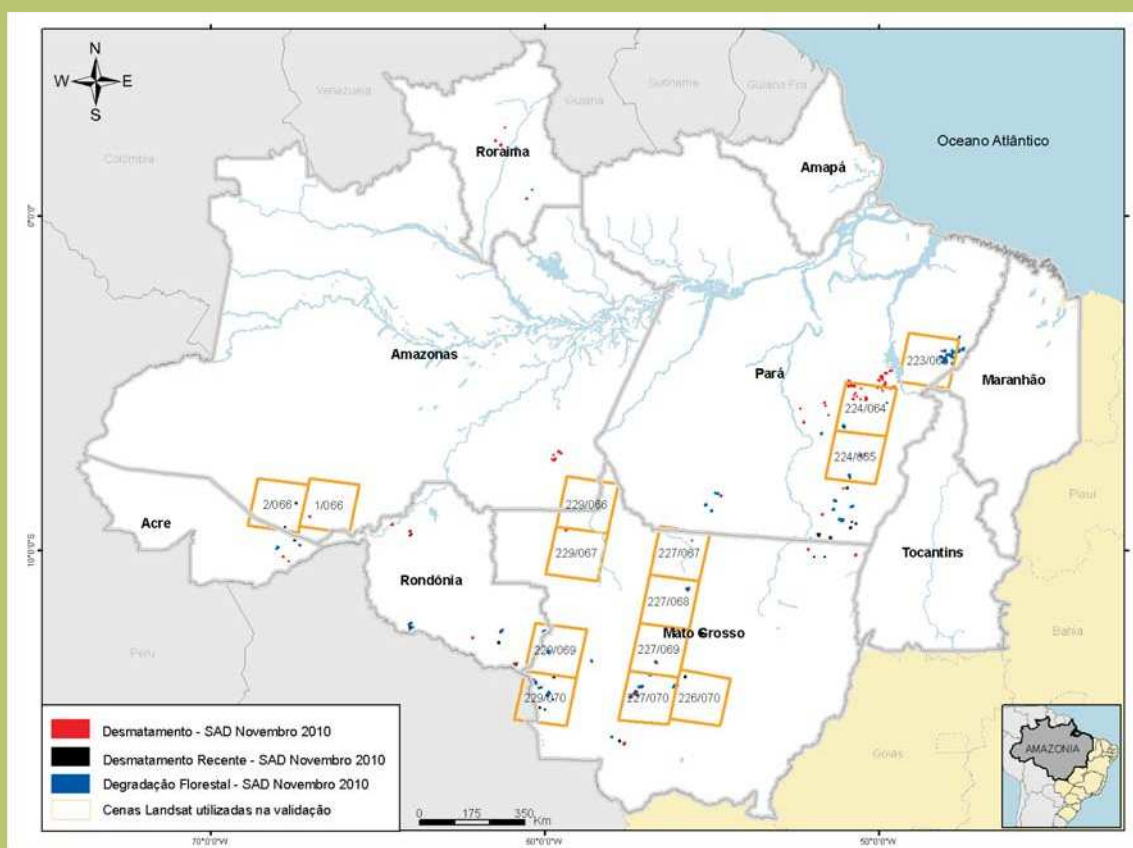 N
W E
S
Venezuela
Suriname
Guiana Fra
Guiana
Colômbia
Oceano Atlântico
Roraima
Amapá
0°0'0"
Amazonas
Pará
223/06
Maranhão
224/064
224/065
Piauí
2/066
1/066
229/066
Acre
10°0'0"S
229/067
227/067
Tocantins
Rondônia
227/068
Bahia
Mato Grosso
Peru
229/069
227/069
229/070
227/070
226/070
Desmatamento - SAD Novembro 2010
Desmatamento Recente - SAD Novembro 2010
Degradação Florestal - SAD Novembro 2010
Cenas Landsat utilizadas na validação
0 175 350
Km
Goiás
AMAZONIA
70°0'0"W
60°0'0"W
50°0'0"W